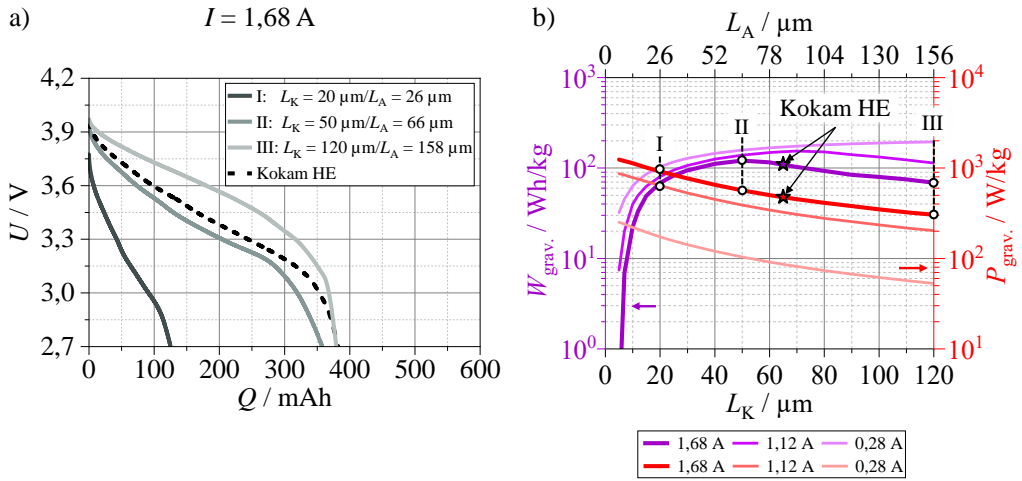 a)
I = 1,68 A
U / V
4,2
3,9
3,6
3,3
3,0
2,7
0 100 200 300 400 500 600
Q / mAh
I: L_K = 20 µm/L_A = 26 µm
II: L_K = 50 µm/L_A = 66 µm
III: L_K = 120 µm/L_A = 158 µm
Kokam HE
b)
L_A / µm
0 26 52 78 104 130 156
W_grav. / Wh/kg
10^3
10^2
10^1
10^0
I
II
III
Kokam HE
10^4
10^3
10^2
10^1
P_grav. / W/kg
0 20 40 60 80 100 120
L_K / µm
1,68 A 1,12 A 0,28 A
1,68 A 1,12 A 0,28 A